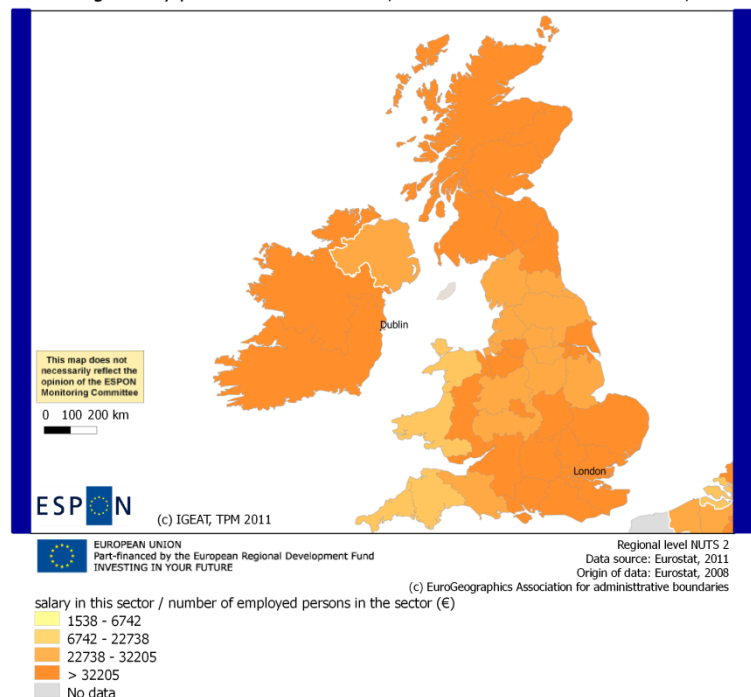 Dublin
London
This map does not
necessarily reflect the
opinion of the ESPON
Monitoring Committee
0 100 200 km
ESPON
(c) IGEAT, TPM 2011
EUROPEAN UNION
Part-financed by the European Regional Development Fund
INVESTING IN YOUR FUTURE
Regional level NUTS 2
Data source: Eurostat, 2011
Origin of data: Eurostat, 2008
(c) EuroGeographics Association for administtrative boundaries
salary in this sector / number of employed persons in the sector (€)
1538 - 6742
6742 - 22738
22738 - 32205
> 32205
No data